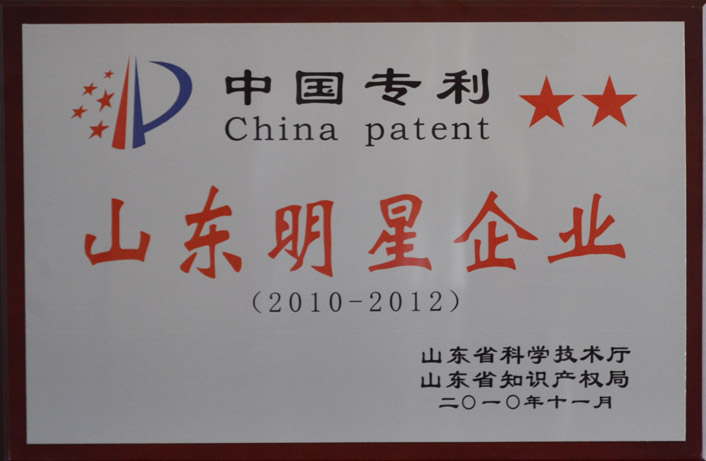 中国专利
China patent
山东明星企业
(2010-2012)
山东省科学技术厅
山东省知识产权局
二〇一〇年十一月